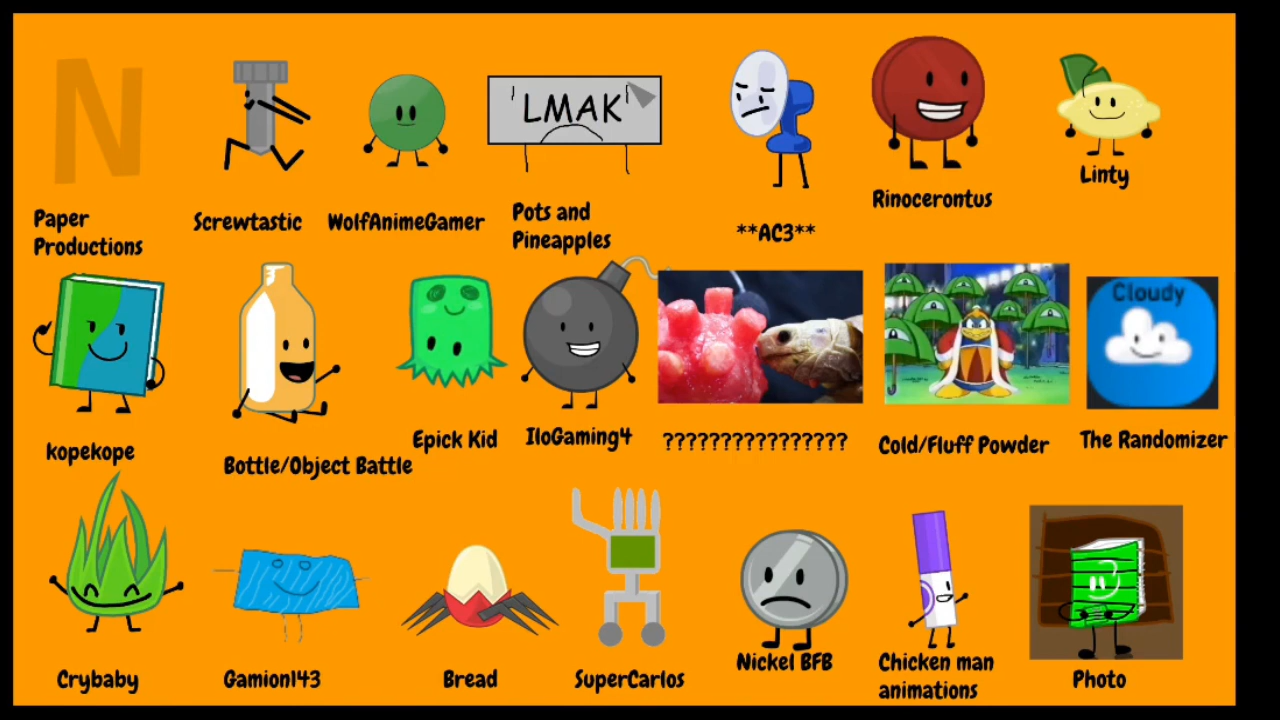 N
'LMAK'
Paper
Productions
Screwtastic
WolfAnimeGamer
Pots and
Pineapples
**AC3**
Rinocerontus
Linty
Cloudy
kopekope
Bottle/Object Battle
Epick Kid
IloGaming4
???????????????
Cold/Fluff Powder
The Randomizer
Crybaby
Gamion143
Bread
SuperCarlos
Nickel BFB
Chicken man
animations
Photo